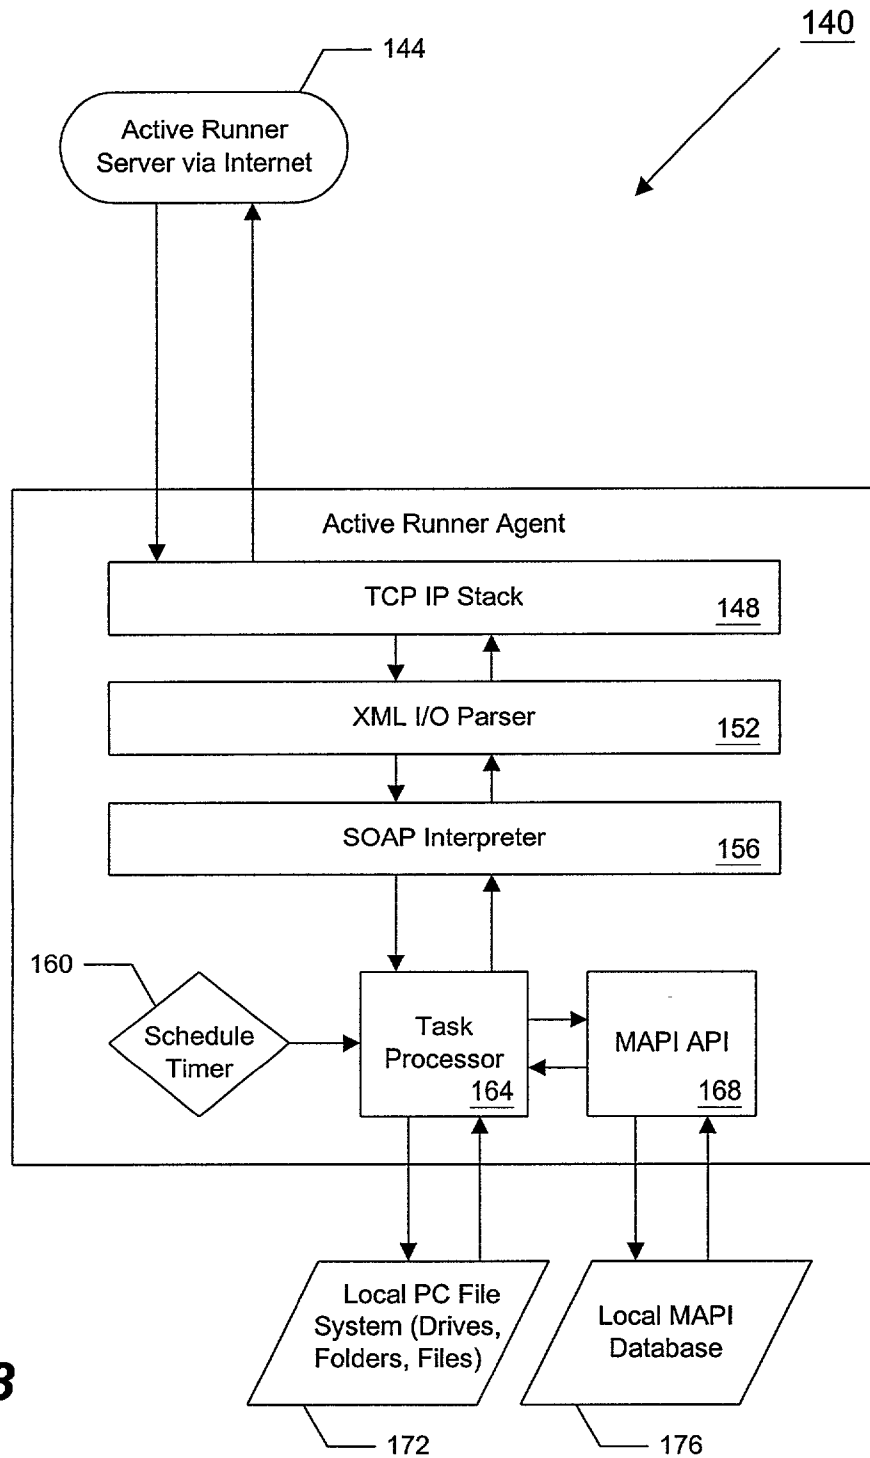 140
144
Active Runner
Server via Internet
Active Runner Agent
TCP IP Stack
148
XML I/O Parser
152
SOAP Interpreter
156
160
Schedule
Timer
Task
Processor
164
MAPI API
168
Local PC File
System (Drives,
Folders, Files)
Local MAPI
Database
3
172
176